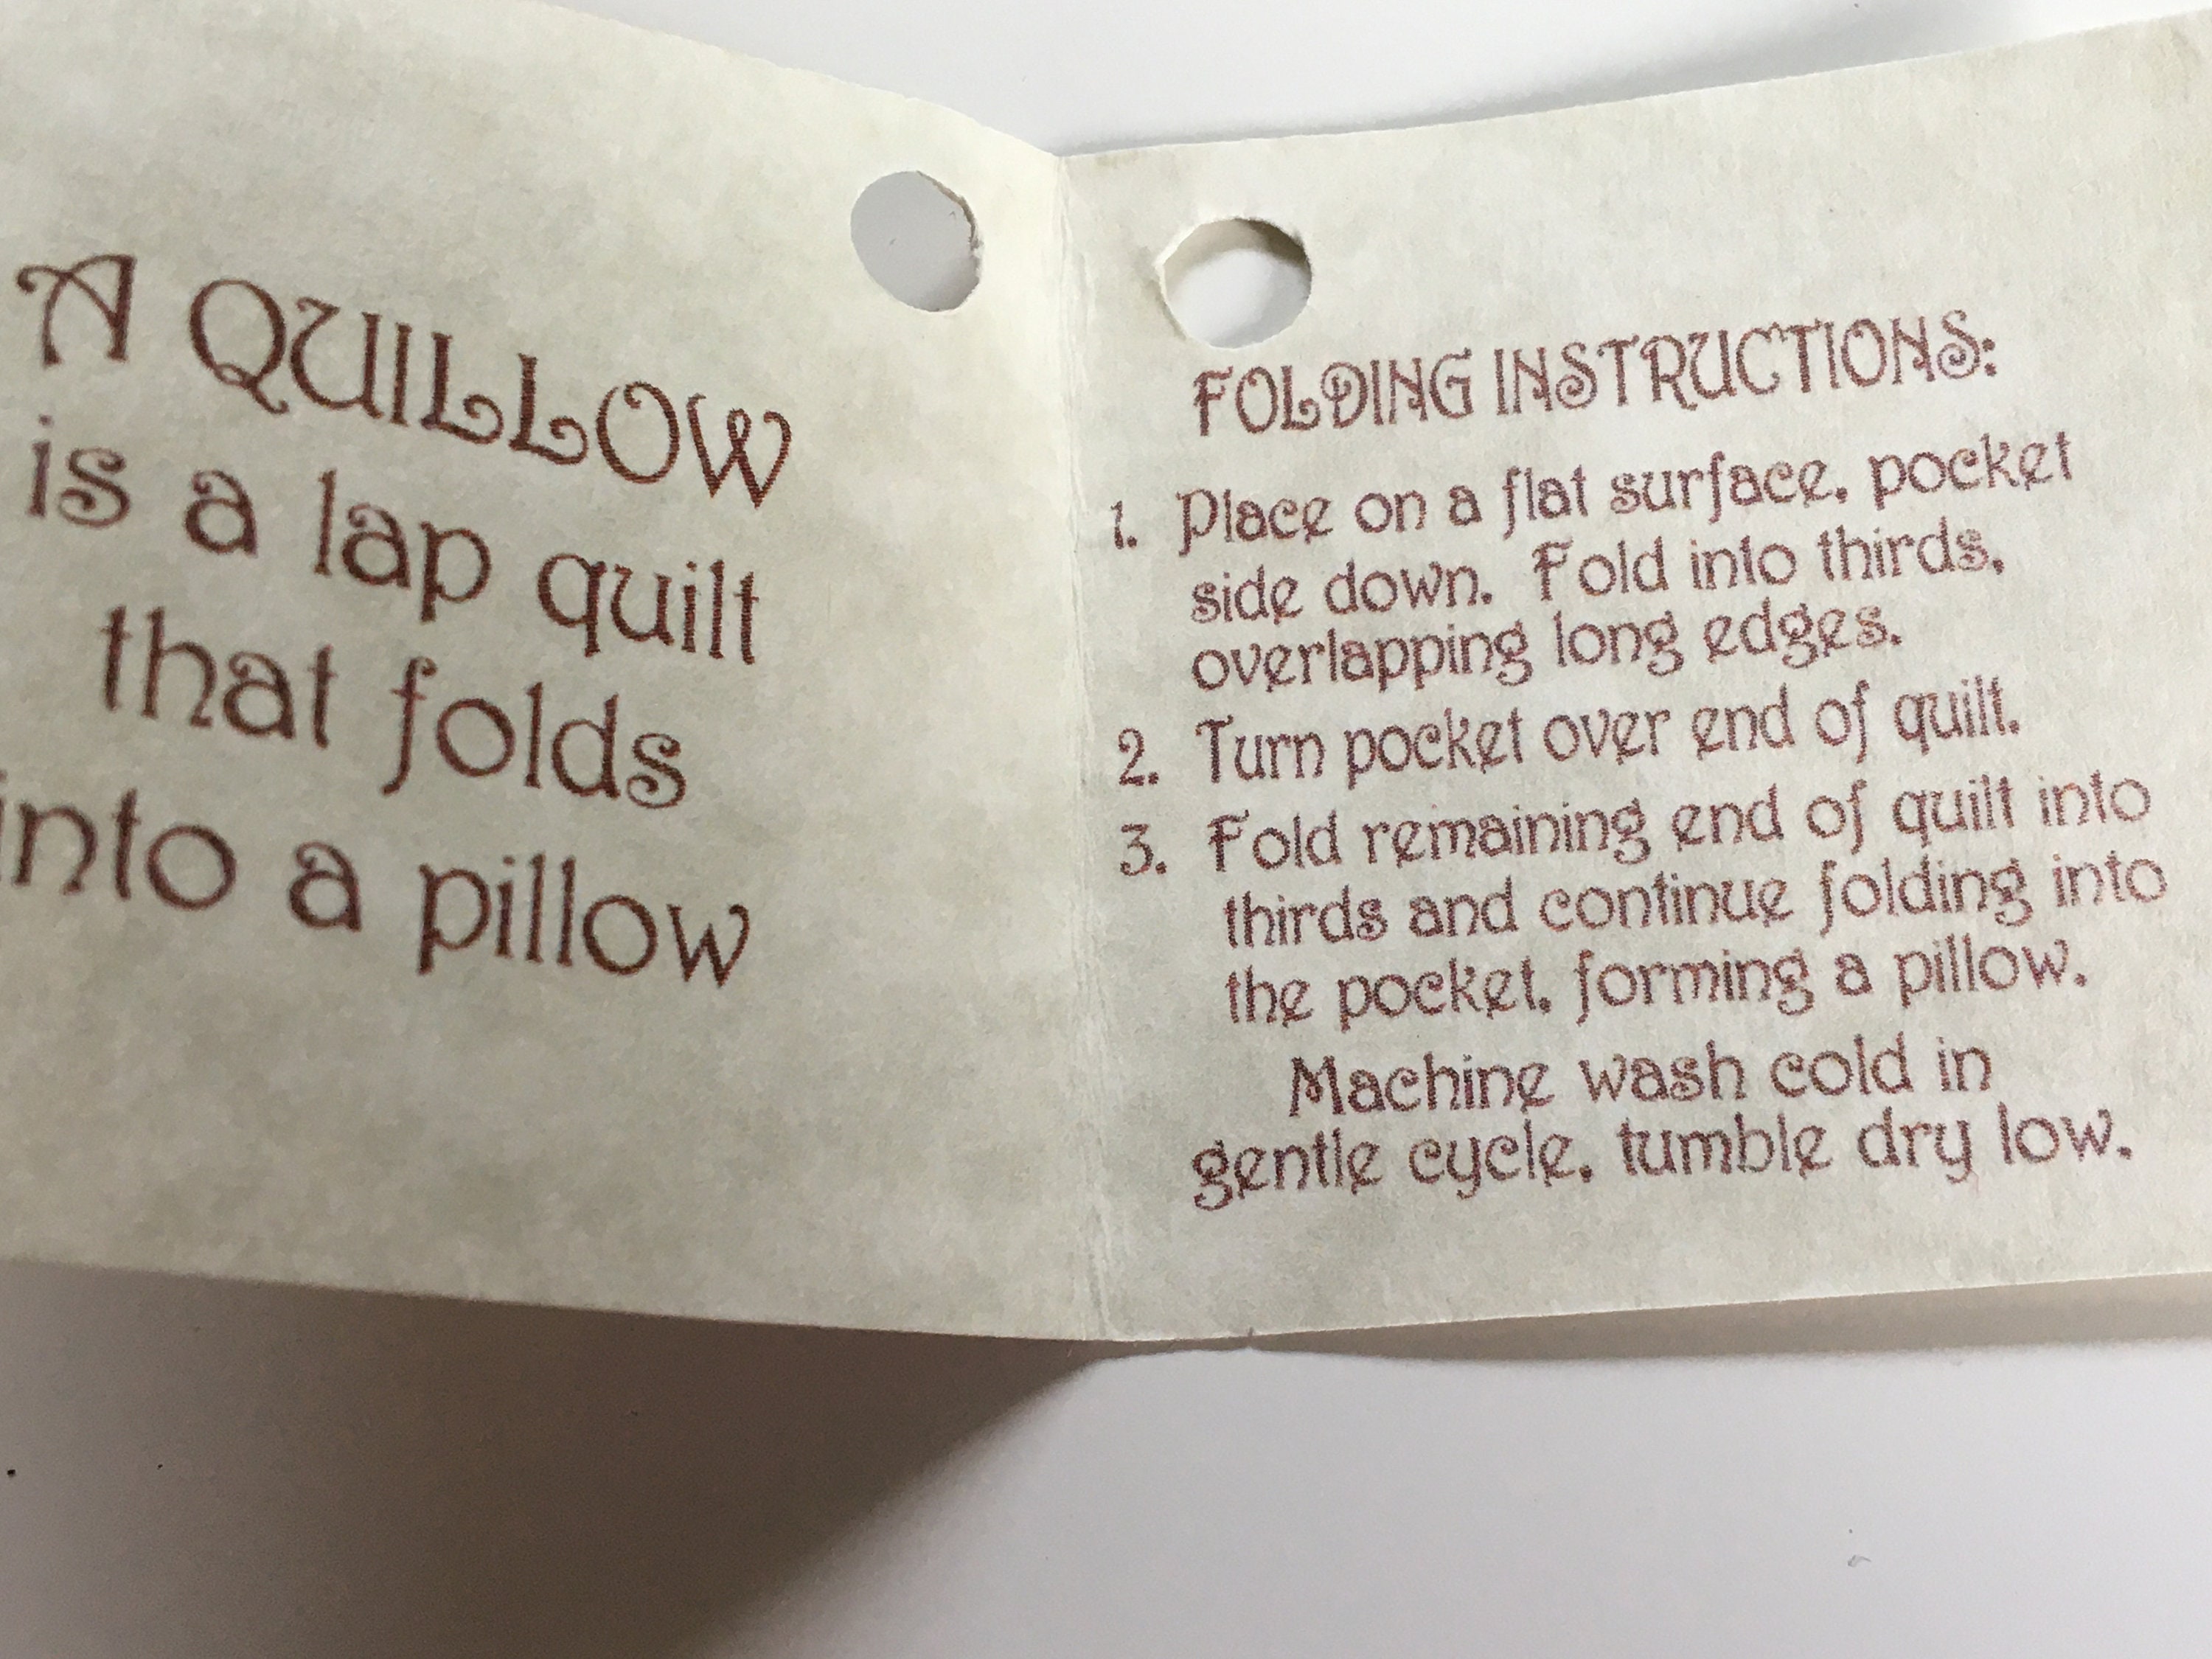 A QUILLOW
is a lap quilt
that folds
into a pillow
FOLDING INSTRUCTIONS:
1. Place on a flat surface, pocket
side down. Fold into thirds,
overlapping long edges.
2. Turn pocket over end of quilt.
3. Fold remaining end of quilt into
thirds and continue folding into
the pocket, forming a pillow.
Machine wash cold in
gentle cycle, tumble dry low.